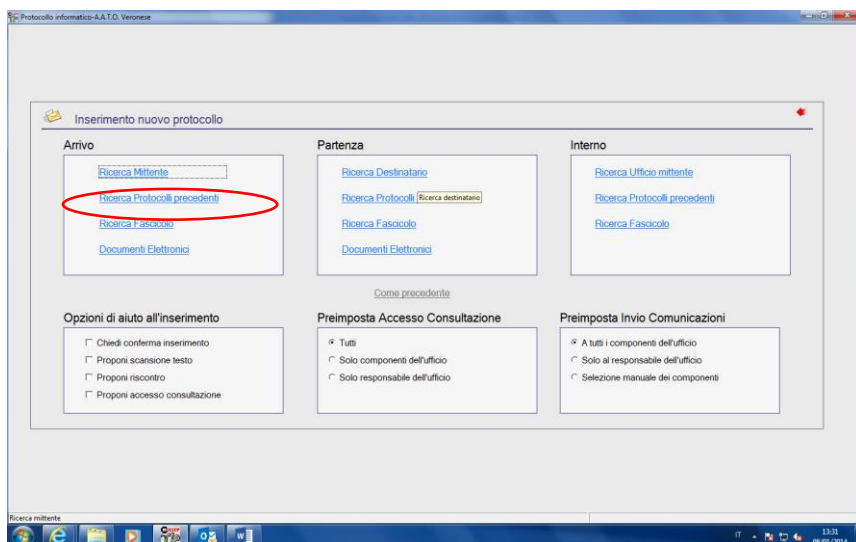 Protocollo informatico-A.A.T.O. Veronese
Inserimento nuovo protocollo
Arrivo
Ricerca Mittente
Ricerca Protocolli precedenti
Ricerca Fascicolo
Documenti Elettronici
Partenza
Ricerca Destinatario
Ricerca Protocolli
Ricerca destinatario
Ricerca Fascicolo
Documenti Elettronici
Interno
Ricerca Ufficio mittente
Ricerca Protocolli precedenti
Ricerca Fascicolo
Come precedente
Opzioni di aiuto all'inserimento
Chiedi conferma inserimento
Proponi scansione testo
Proponi riscontro
Proponi accesso consultazione
Preimposta Accesso Consultazione
Tutti
Solo componenti dell'ufficio
Solo responsabile dell'ufficio
Preimposta Invio Comunicazioni
A tutti i componenti dell'ufficio
Solo al responsabile dell'ufficio
Selezione manuale dei componenti
Ricerca mittente
IT
13:31